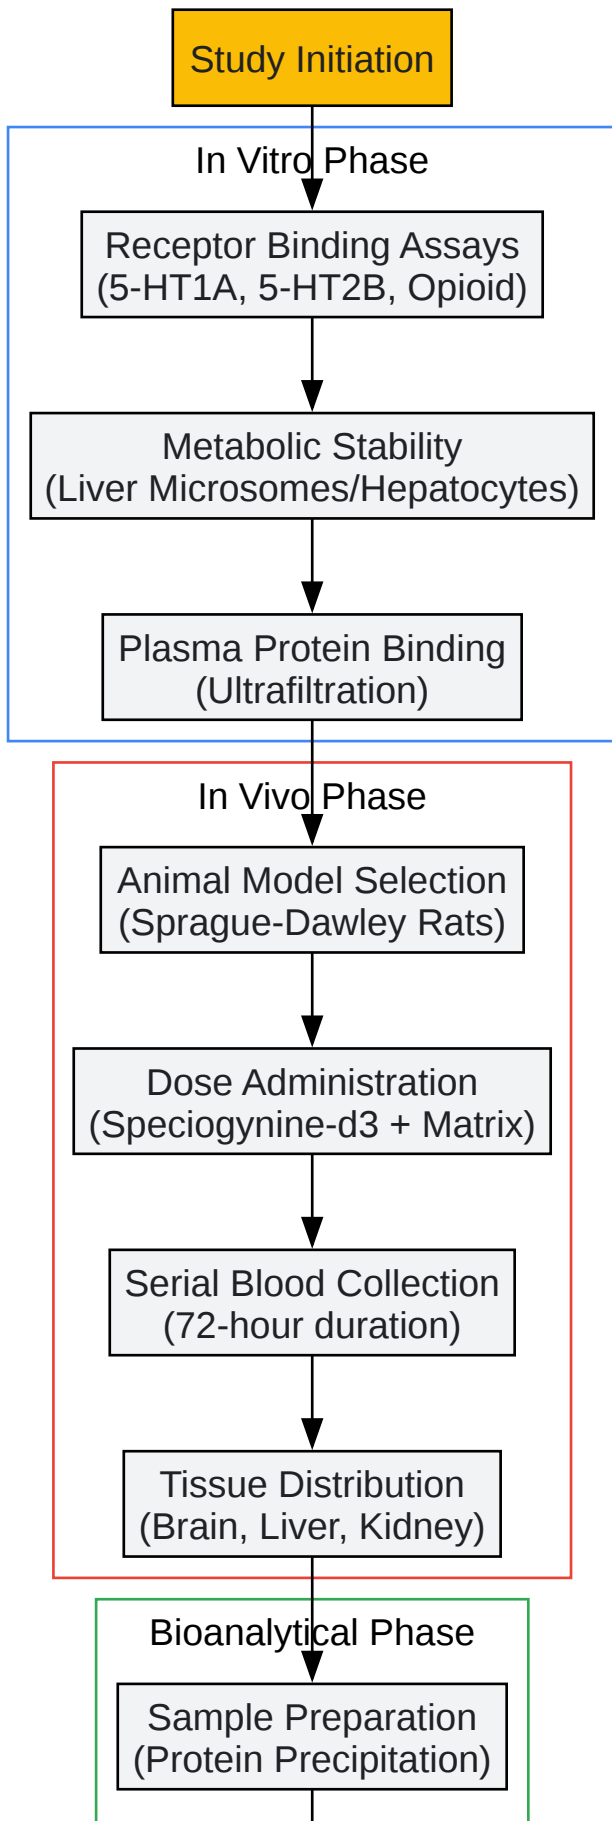 Study Initiation
In Vitro Phase
Receptor Binding Assays
(5-HT1A, 5-HT2B, Opioid)
Metabolic Stability
(Liver Microsomes/Hepatocytes)
Plasma Protein Binding
(Ultrafiltration)
In Vivo Phase
Animal Model Selection
(Sprague-Dawley Rats)
Dose Administration
(Speciogynine-d3 + Matrix)
Serial Blood Collection
(72-hour duration)
Tissue Distribution
(Brain, Liver, Kidney)
Bioanalytical Phase
Sample Preparation
(Protein Precipitation)